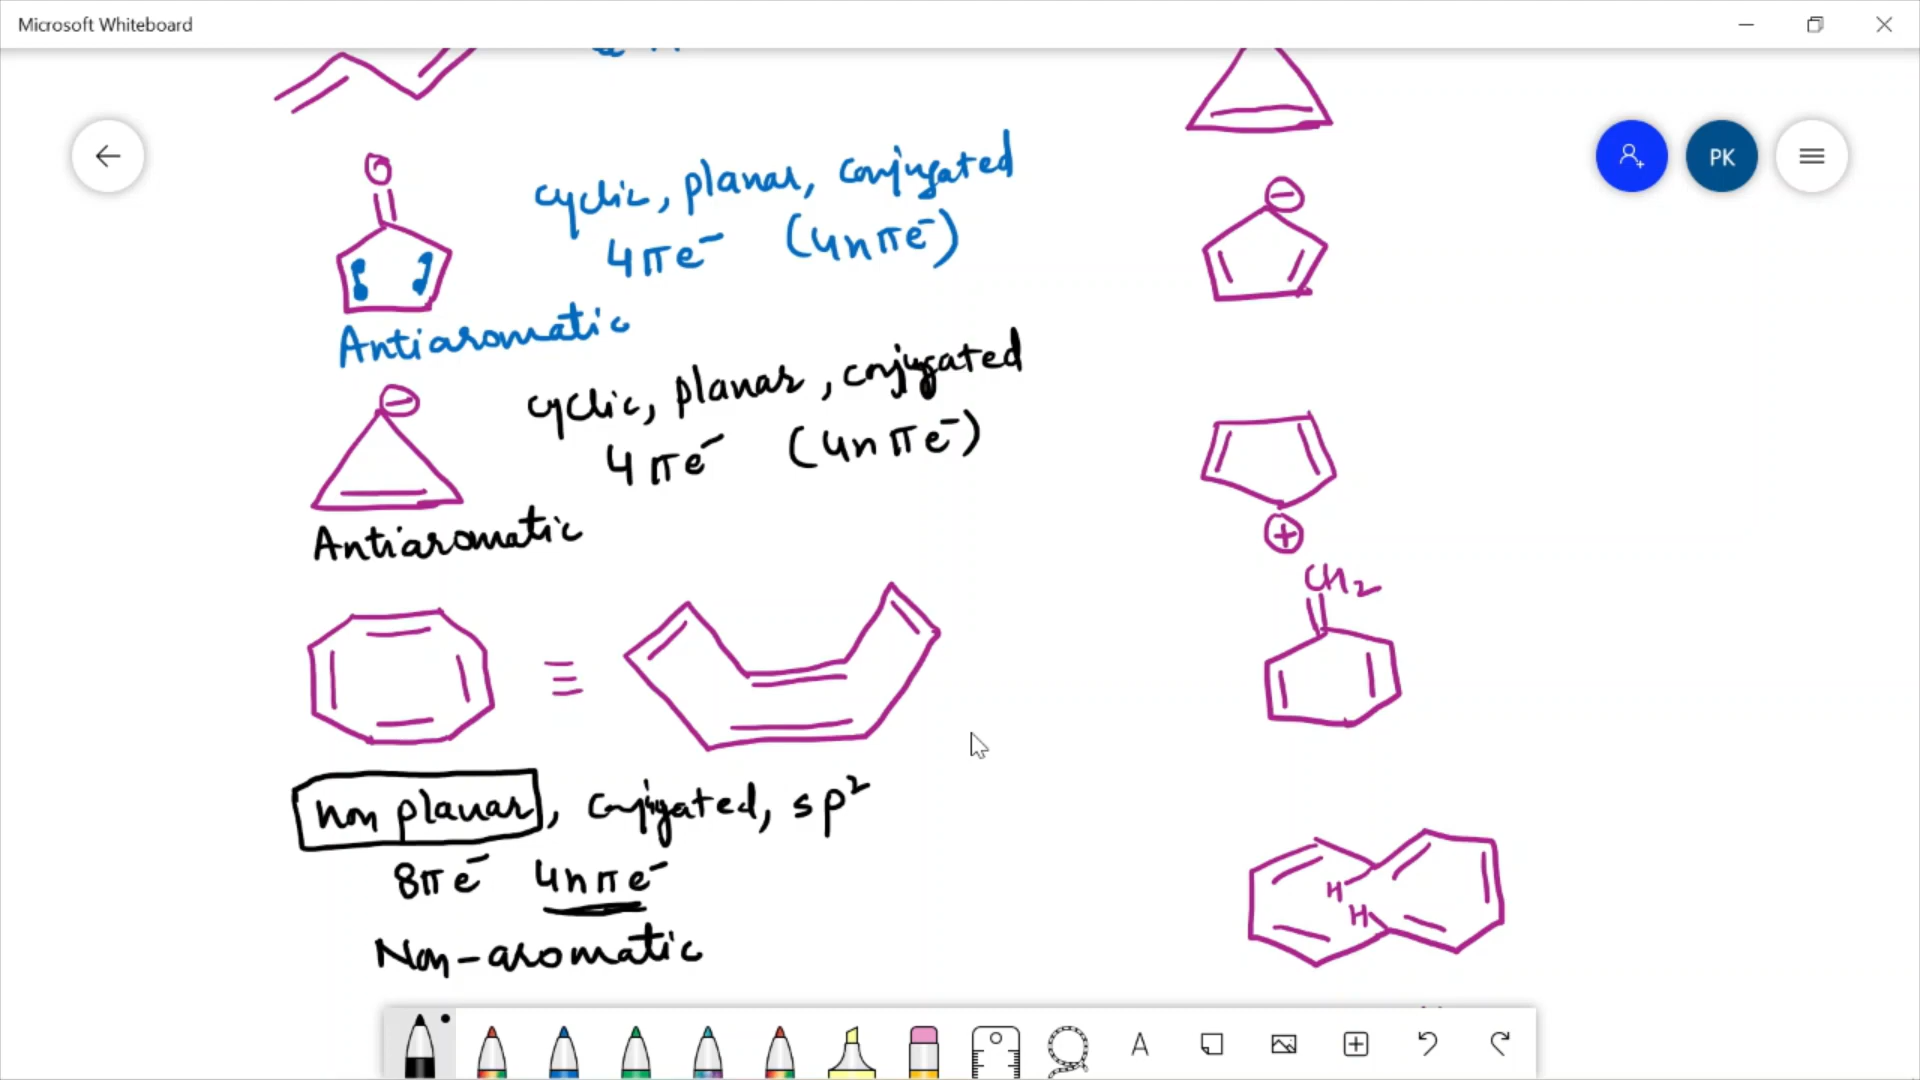 Microsoft Whiteboard
PK
O
cyclic, planar, conjugated
4πe⁻ (4nπe⁻)
Antiaromatic
⊖
⊖
cyclic, planar, conjugated
4πe⁻ (4nπe⁻)
Antiaromatic
⊕
CH₂
≡
non planar, conjugated, sp²
8πe⁻ 4nπe⁻
Non-aromatic
H
H
A